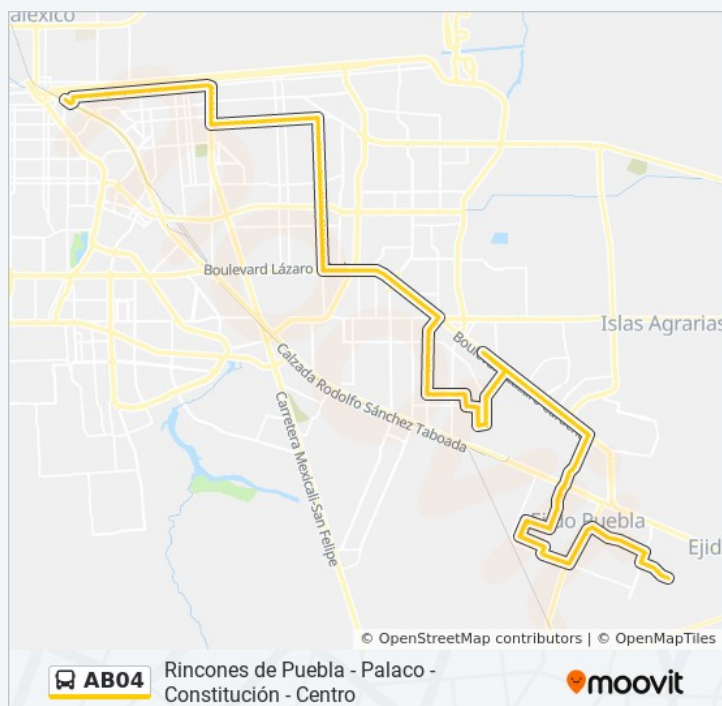 alexico
Boulevard Lázaro
Islas Agrarias
Calzada Rodolfo Sánchez Taboada
Carretera Mexicali-San Felipe
Ejido Puebla
Ejid
© OpenStreetMap contributors | © OpenMapTiles
AB04
Rincones de Puebla - Palaco -
Constitución - Centro
moovit